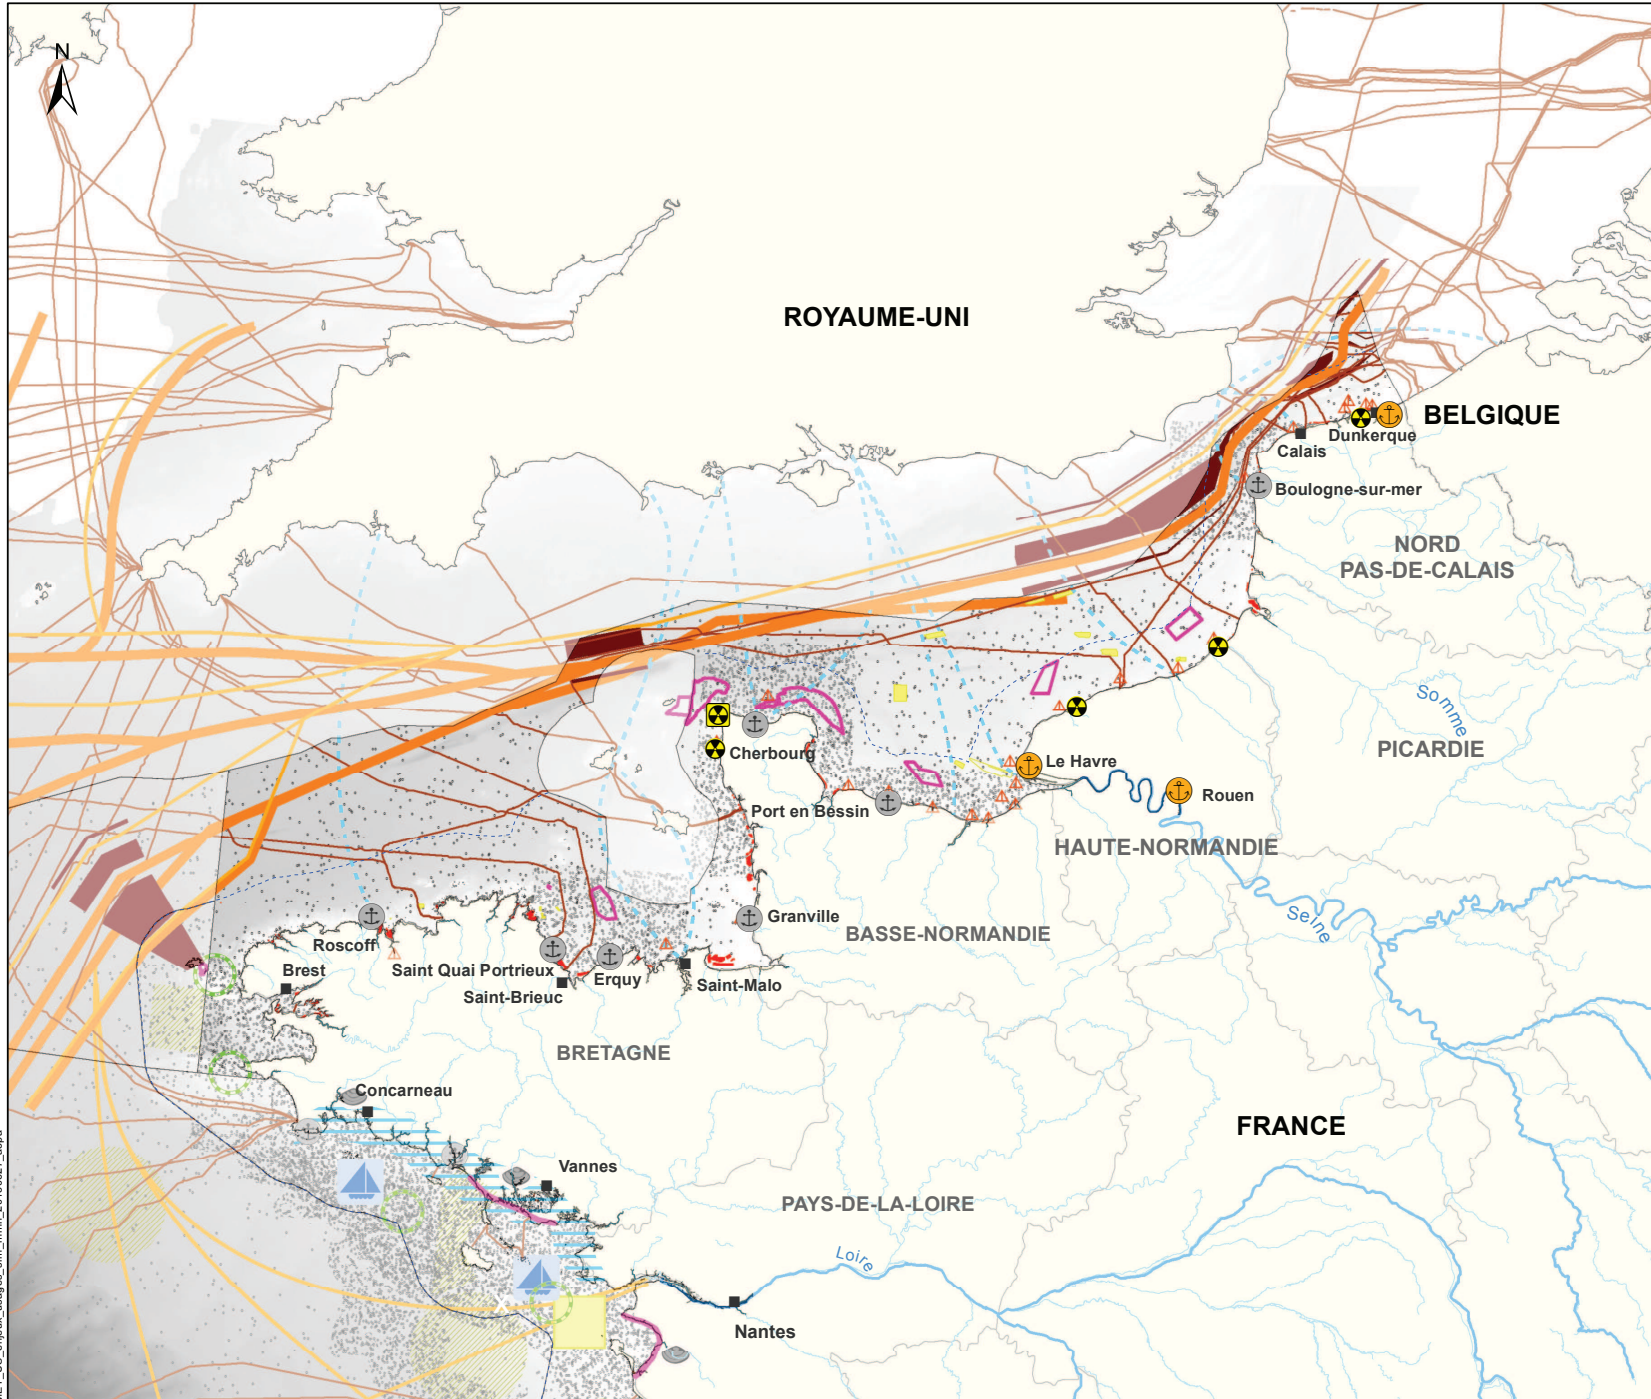 N
ROYAUME-UNI
BELGIQUE
Dunkerque
Calais
Boulogne-sur-mer
NORD
PAS-DE-CALAIS
Somme
PICARDIE
Cherbourg
Le Havre
Rouen
Port en Bessin
HAUTE-NORMANDIE
Granville
BASSE-NORMANDIE
Seine
Roscoff
Brest
Saint Quai Portrieux
Erquy
Saint-Malo
Saint-Brieuc
BRETAGNE
Concarneau
FRANCE
Vannes
PAYS-DE-LA-LOIRE
Loire
Nantes